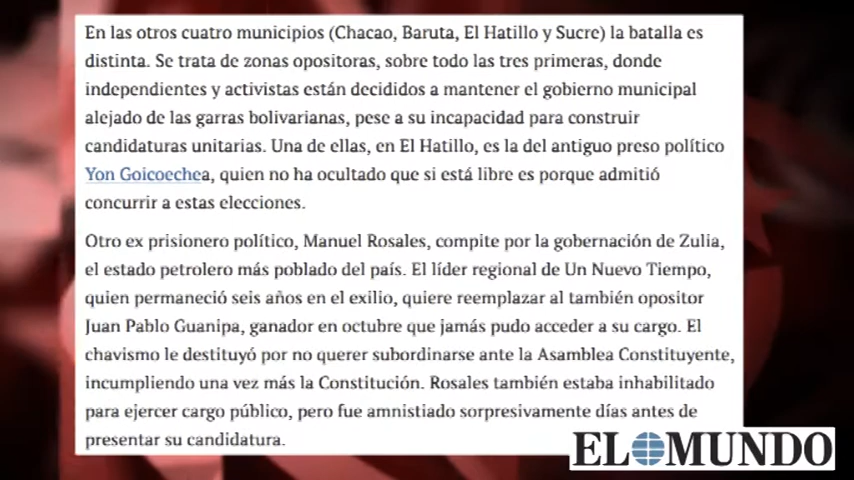 En las otros cuatro municipios (Chacao, Baruta, El Hatillo y Sucre) la batalla es
distinta. Se trata de zonas opositoras, sobre todo las tres primeras, donde
independientes y activistas están decididos a mantener el gobierno municipal
alejado de las garras bolivarianas, pese a su incapacidad para construir
candidaturas unitarias. Una de ellas, en El Hatillo, es la del antiguo preso político
Yon Goicoechea, quien no ha ocultado que si está libre es porque admitió
concurrir a estas elecciones.
Otro ex prisionero político, Manuel Rosales, compite por la gobernación de Zulia,
el estado petrolero más poblado del país. El líder regional de Un Nuevo Tiempo,
quien permaneció seis años en el exilio, quiere reemplazar al también opositor
Juan Pablo Guanipa, ganador en octubre que jamás pudo acceder a su cargo. El
chavismo le destituyó por no querer subordinarse ante la Asamblea Constituyente,
incumpliendo una vez más la Constitución. Rosales también estaba inhabilitado
para ejercer cargo público, pero fue amnistiado sorpresivamente días antes de
presentar su candidatura.
EL MUNDO